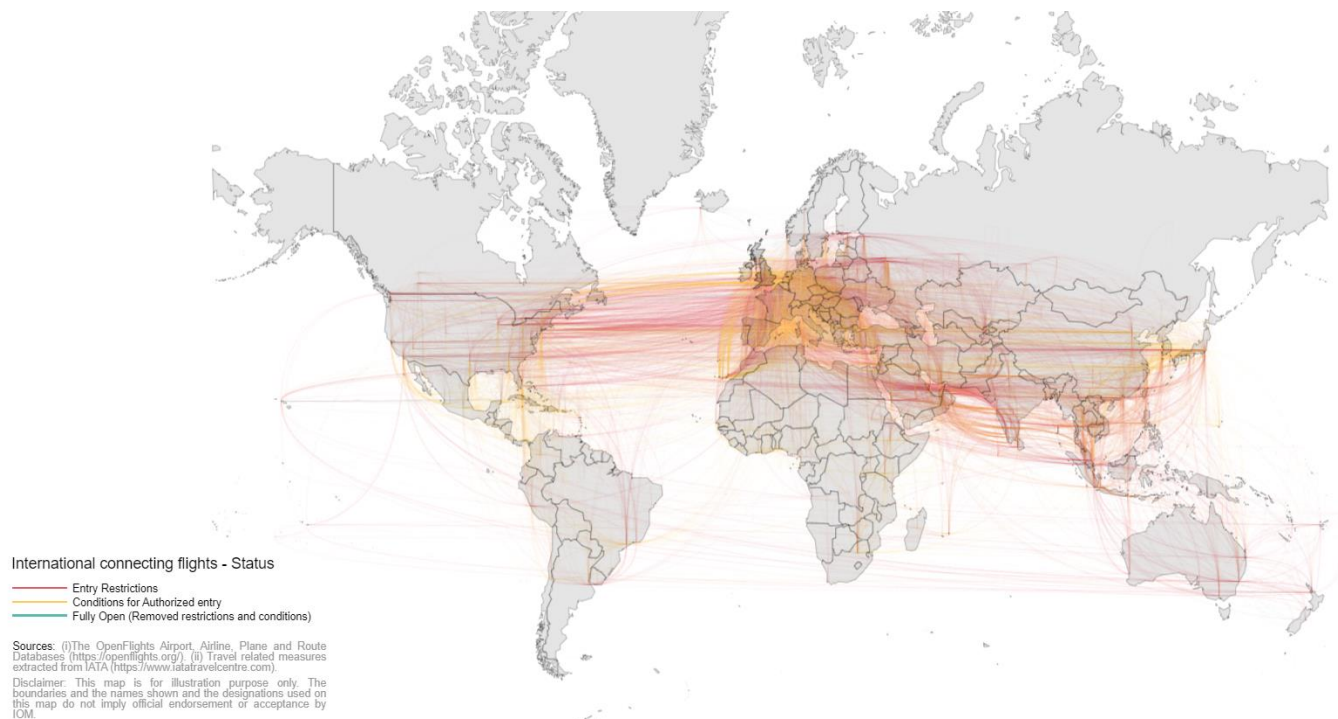 International connecting flights - Status
Entry Restrictions
Conditions for Authorized entry
Fully Open (Removed restrictions and conditions)
Sources: (i)The OpenFlights Airport, Airline, Plane and Route
Databases (https://openflights.org/). (ii) Travel related measures
extracted from IATA (https://www.iatatravelcentre.com).
Disclaimer: This map is for illustration purpose only. The
boundaries and the names shown and the designations used on
this map do not imply official endorsement or acceptance by
IOM.